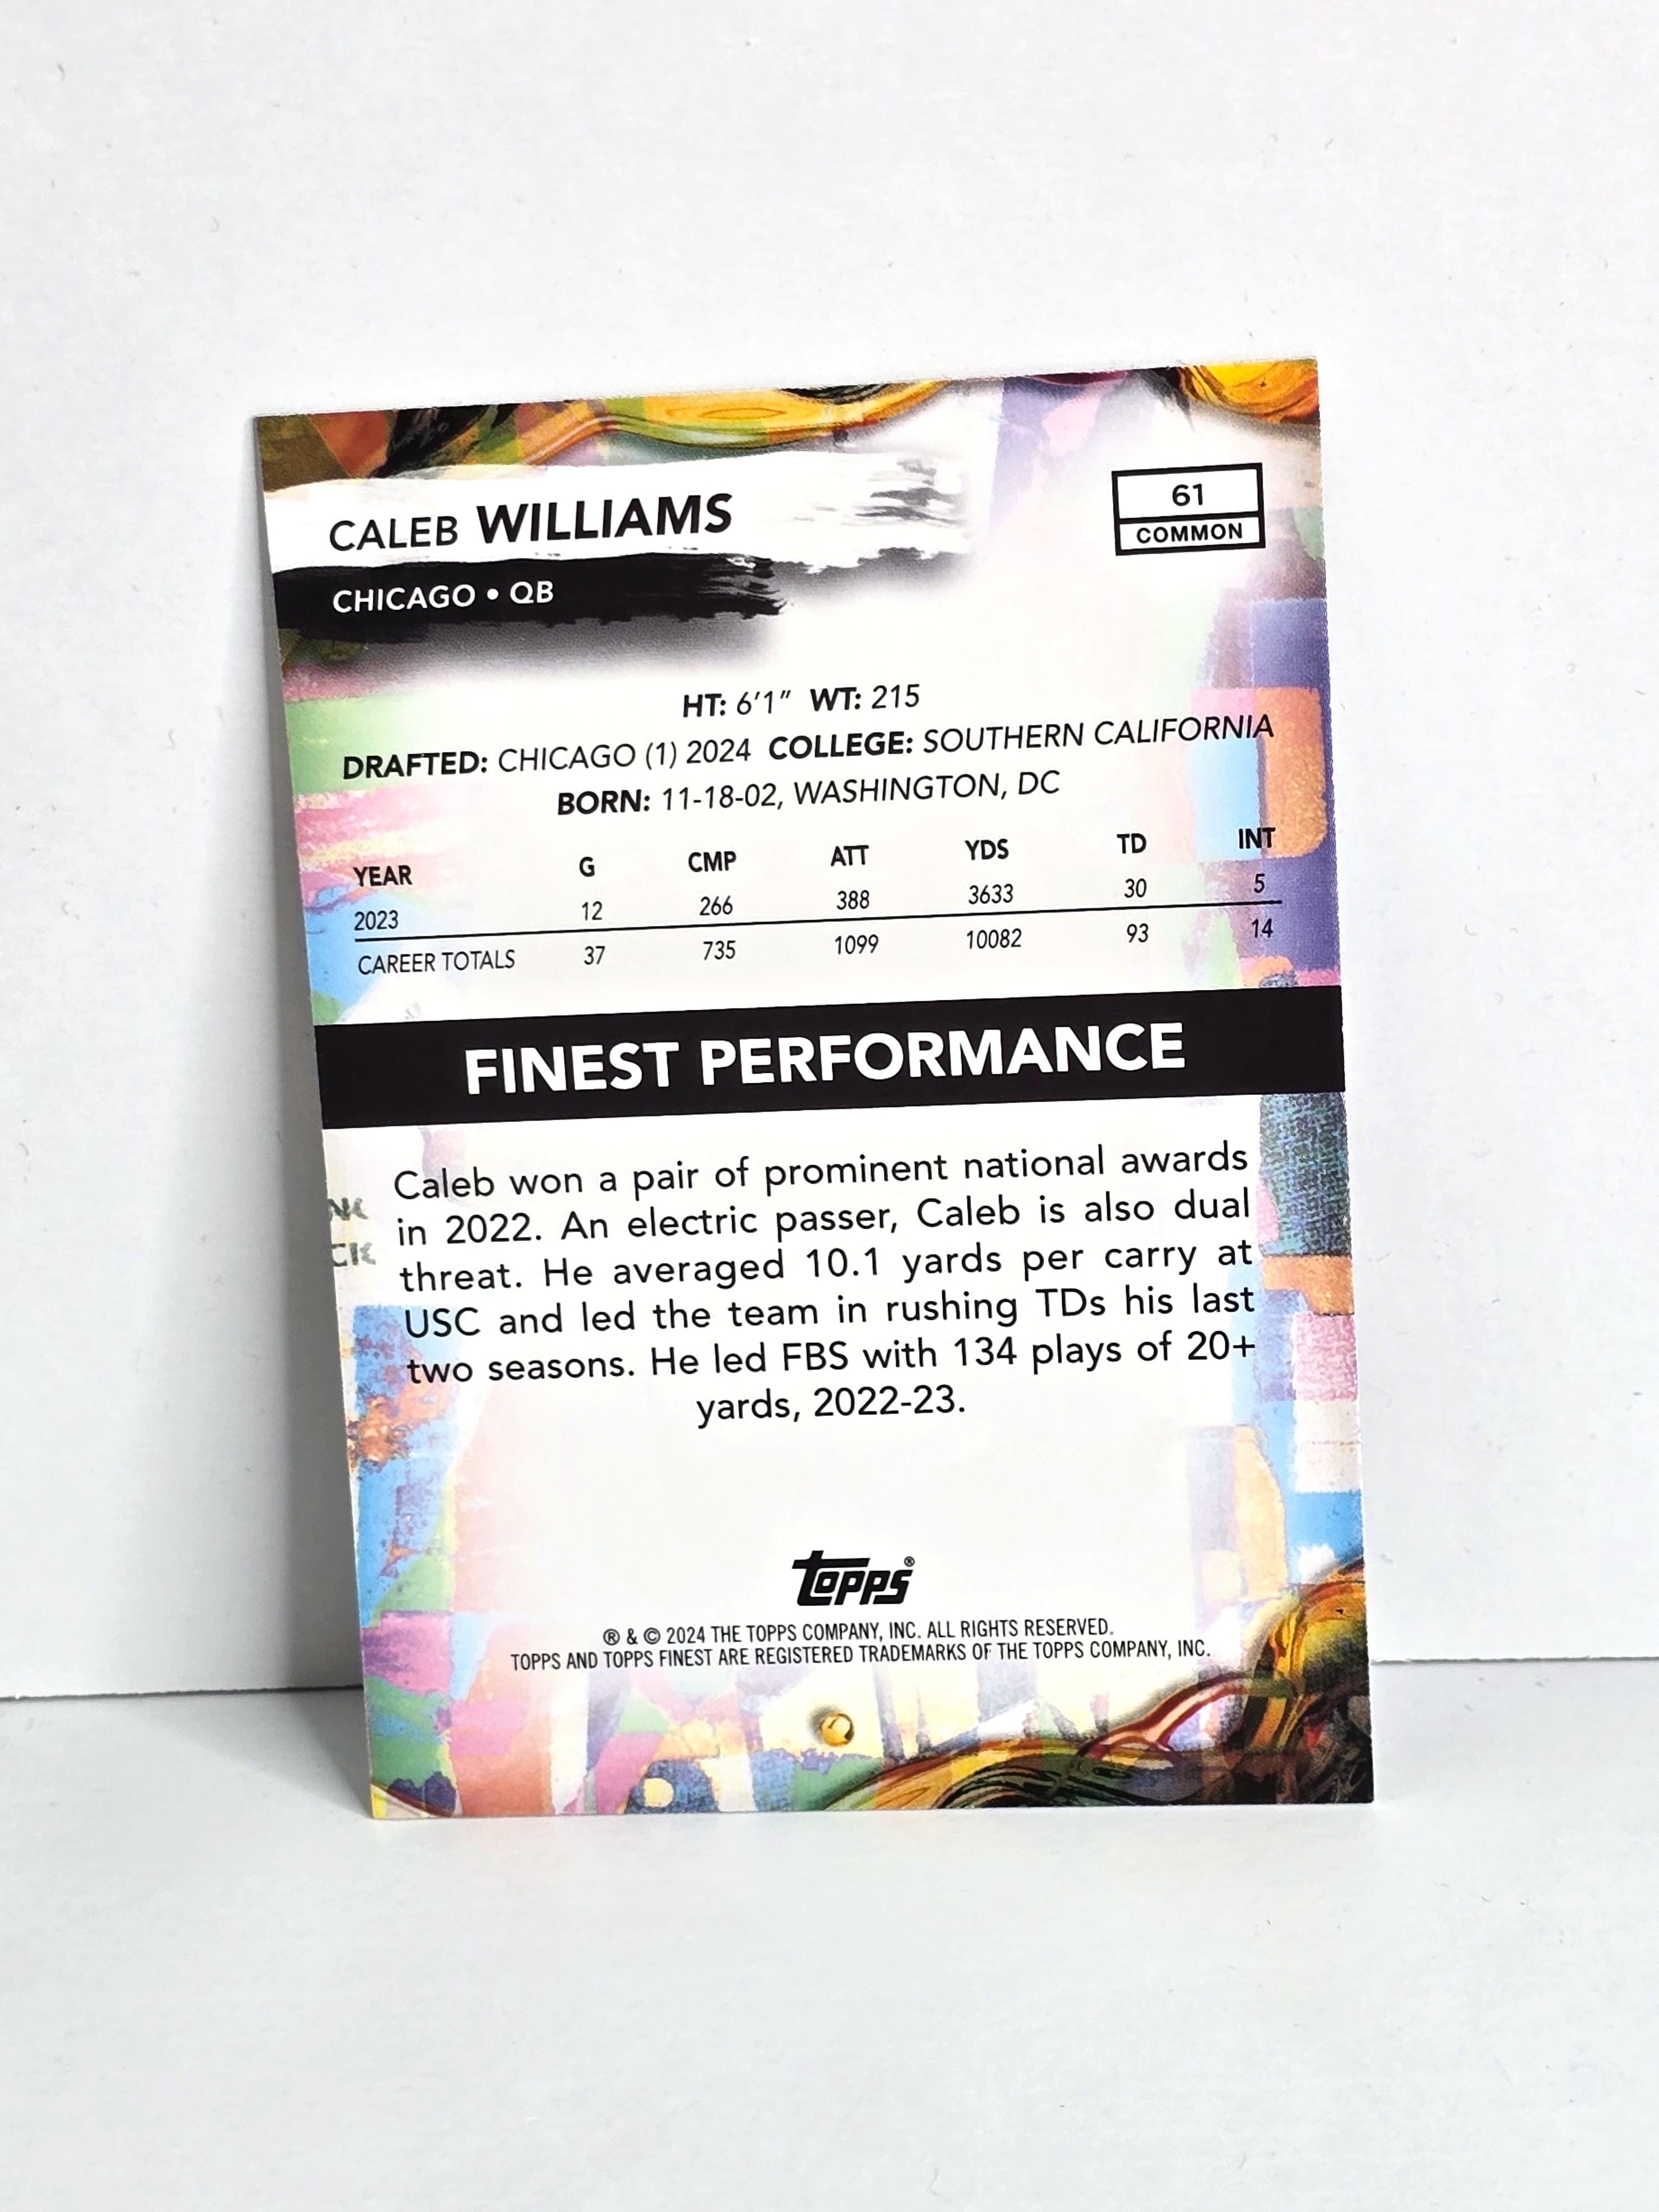 CALEB WILLIAMS
61
COMMON
CHICAGO • QB
HT: 6'1" WT: 215
DRAFTED: CHICAGO (1) 2024 COLLEGE: SOUTHERN CALIFORNIA
BORN: 11-18-02, WASHINGTON, DC
YEAR G CMP ATT YDS TD INT
2023 12 266 388 3633 30 5
CAREER TOTALS 37 735 1099 10082 93 14
FINEST PERFORMANCE
Caleb won a pair of prominent national awards
in 2022. An electric passer, Caleb is also dual
threat. He averaged 10.1 yards per carry at
USC and led the team in rushing TDs his last
two seasons. He led FBS with 134 plays of 20+
yards, 2022-23.
topps®
® & © 2024 THE TOPPS COMPANY, INC. ALL RIGHTS RESERVED.
TOPPS AND TOPPS FINEST ARE REGISTERED TRADEMARKS OF THE TOPPS COMPANY, INC.